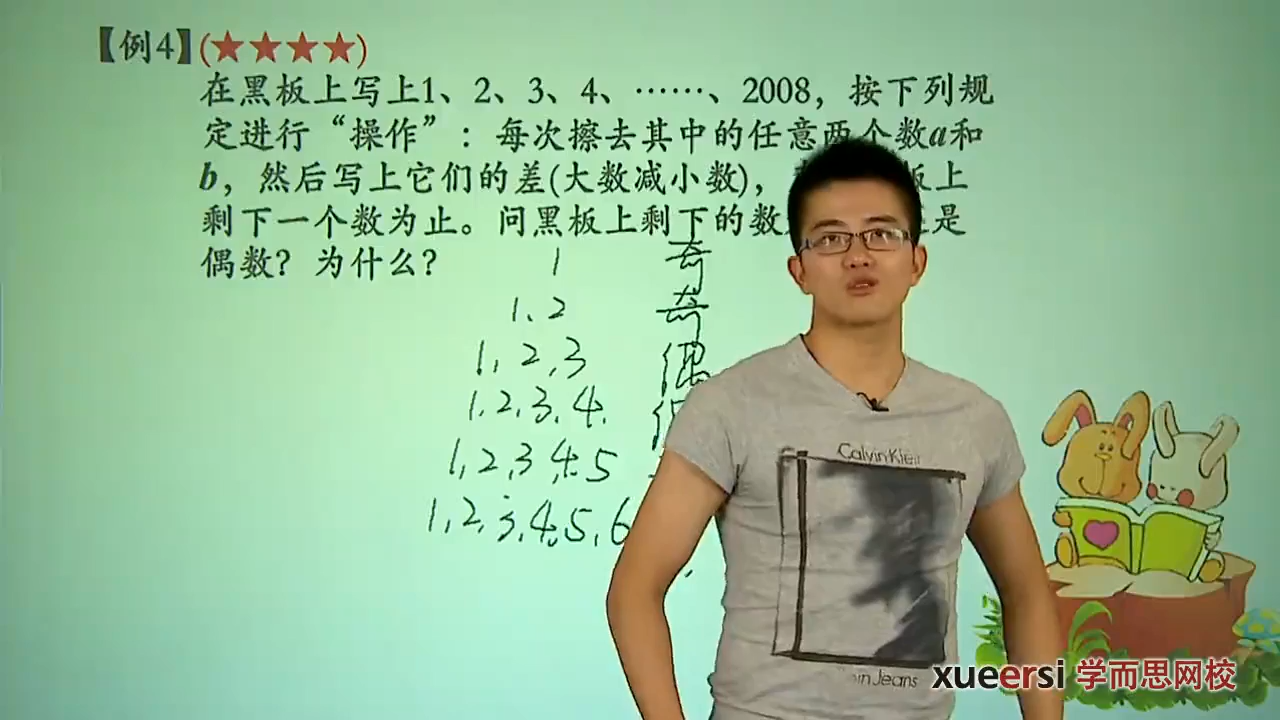 【例4】(★★★★)
在黑板上写上1、2、3、4、……、2008，按下列规
定进行“操作”：每次擦去其中的任意两个数a和
b，然后写上它们的差(大数减小数)，板上
剩下一个数为止。问黑板上剩下的数是
偶数？为什么？
1 奇
1、2 奇
1,2,3 偶
1,2,3,4.
1,2,3,4,5
1,2,3,4,5,6
Calvin Klein
Jeans
xueersi 学而思网校